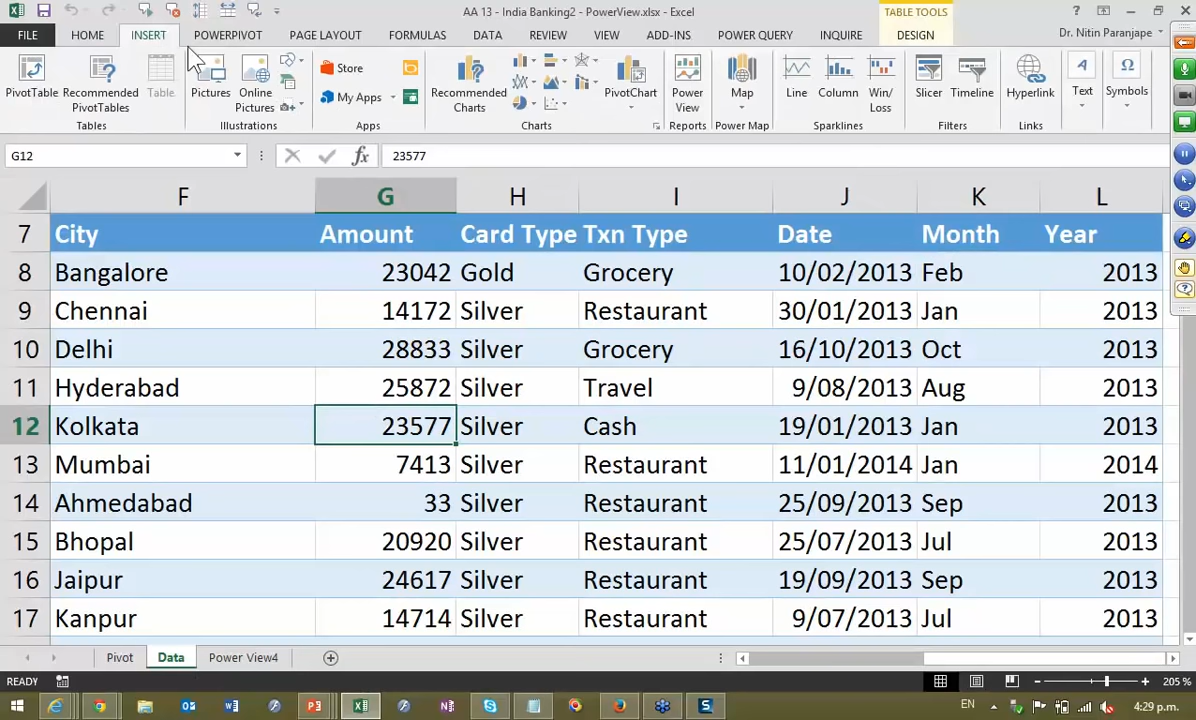 AA 13 - India Banking2 - PowerView.xlsx - Excel
TABLE TOOLS
FILE HOME INSERT POWERPIVOT PAGE LAYOUT FORMULAS DATA REVIEW VIEW ADD-INS POWER QUERY INQUIRE DESIGN
Dr. Nitin Paranjape
PivotTable Recommended PivotTables Table Pictures Online Pictures Store My Apps Recommended Charts PivotChart Power View Map Line Column Win/Loss Slicer Timeline Hyperlink Text Symbols
Tables Illustrations Apps Charts Reports Power Map Sparklines Filters Links
G12 fx 23577
F G H I J K L
7 City Amount Card Type Txn Type Date Month Year
8 Bangalore 23042 Gold Grocery 10/02/2013 Feb 2013
9 Chennai 14172 Silver Restaurant 30/01/2013 Jan 2013
10 Delhi 28833 Silver Grocery 16/10/2013 Oct 2013
11 Hyderabad 25872 Silver Travel 9/08/2013 Aug 2013
12 Kolkata 23577 Silver Cash 19/01/2013 Jan 2013
13 Mumbai 7413 Silver Restaurant 11/01/2014 Jan 2014
14 Ahmedabad 33 Silver Restaurant 25/09/2013 Sep 2013
15 Bhopal 20920 Silver Restaurant 25/07/2013 Jul 2013
16 Jaipur 24617 Silver Restaurant 19/09/2013 Sep 2013
17 Kanpur 14714 Silver Restaurant 9/07/2013 Jul 2013
Pivot Data Power View4
READY 205 %
EN 4:29 p.m.